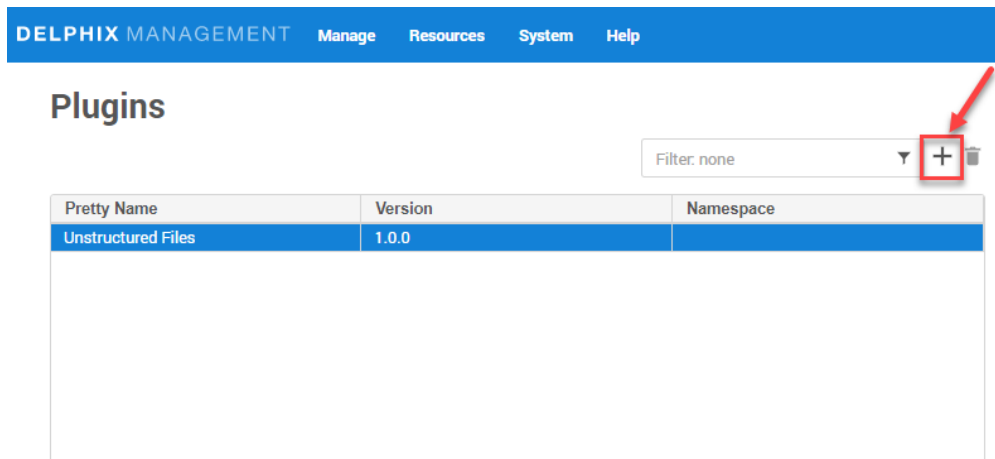 DELPHIX MANAGEMENT Manage Resources System Help
Plugins
Filter: none
Pretty Name Version Namespace
Unstructured Files 1.0.0